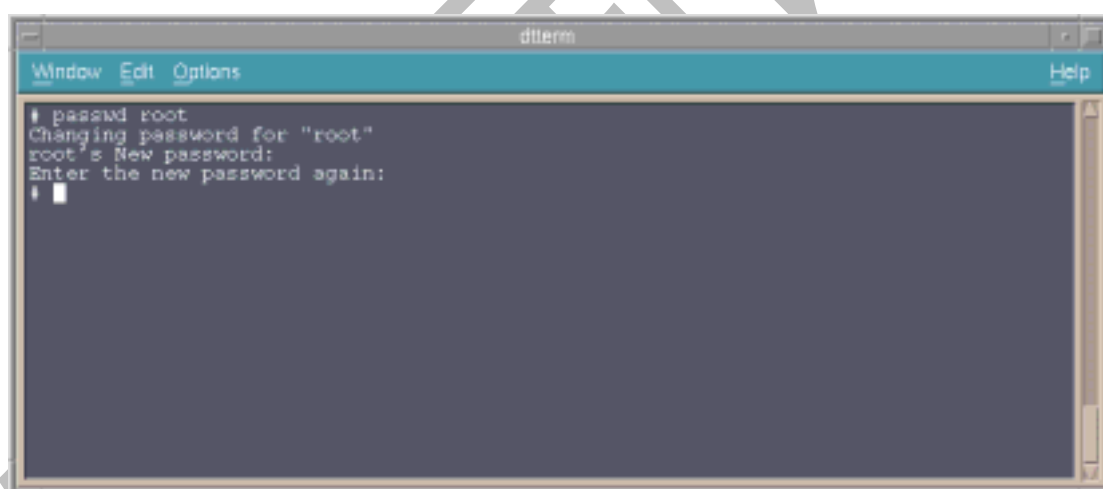 dtterm
Window Edit Options Help
# passwd root
Changing password for "root"
root's New password:
Enter the new password again:
#